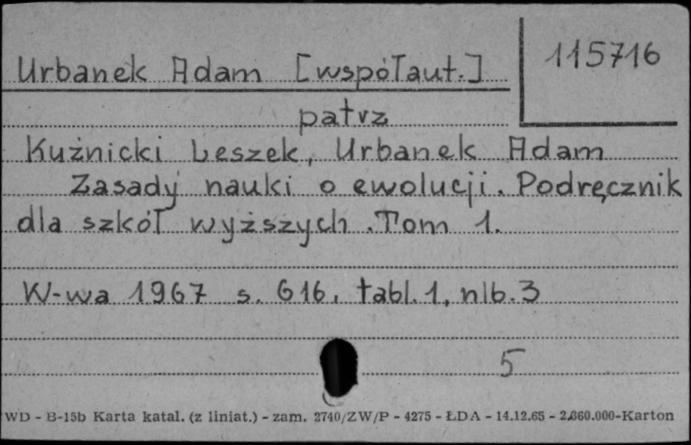 Urbanek Adam [współaut.]
115716
patrz
Kuźnicki Leszek, Urbanek Adam
Zasady nauki o ewolucji. Podręcznik
dla szkół wyższych. Tom 1.
W-wa 1967 s. 616, tabl. 1, nlb. 3
5
WD - B-15b Karta katal. (z liniat.) - zam. 2740/ZW/P - 4275 - ŁDA - 14.12.65 - 2.660.000-Karton